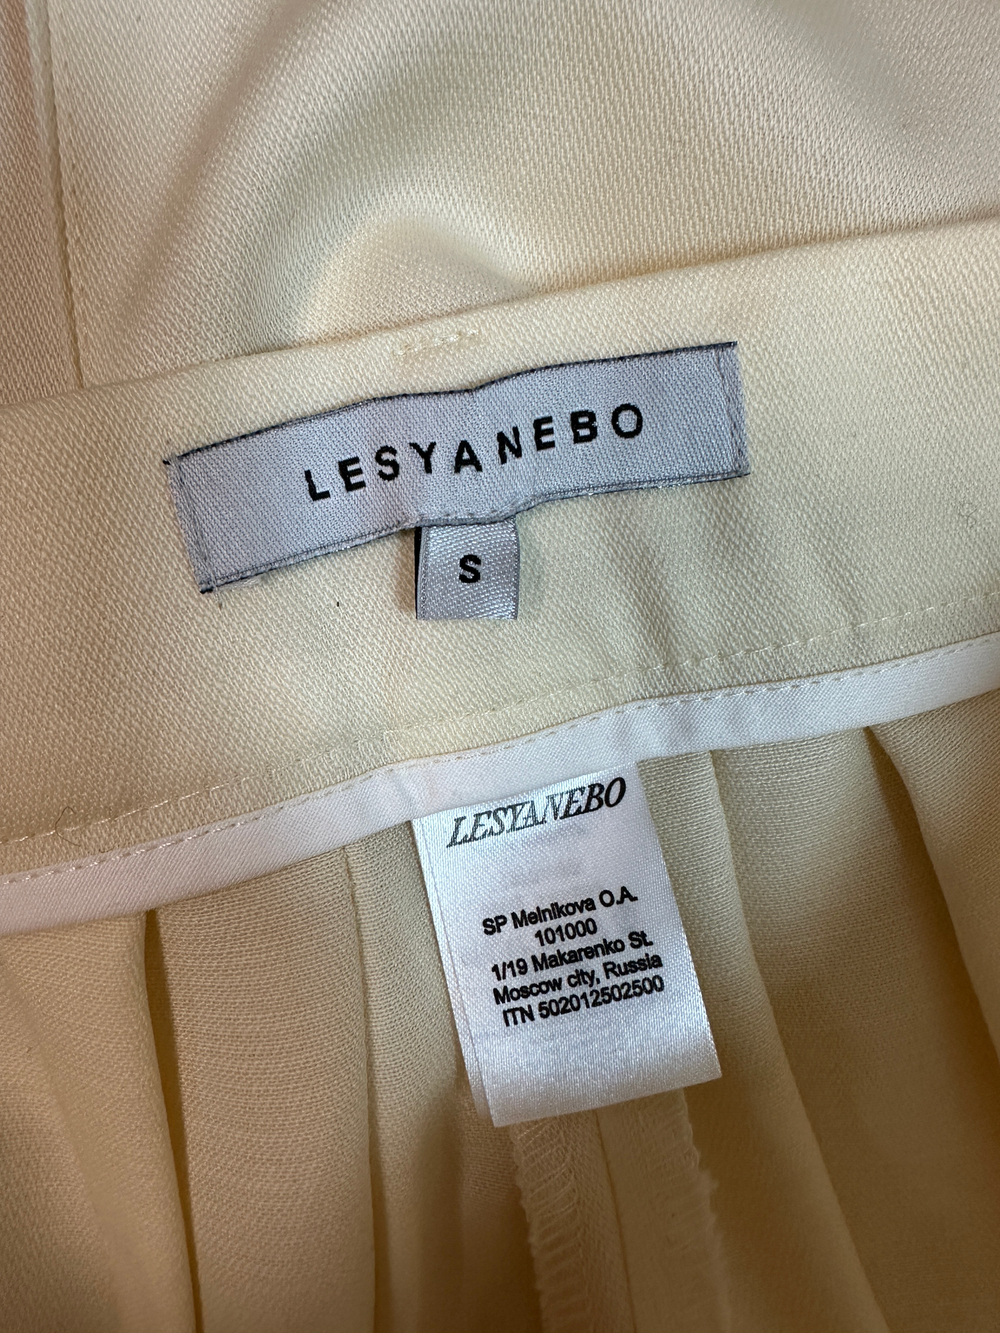 LESYANEBO
S
LESYANEBO
SP Melnikova O.A.
101000
1/19 Makarenko St.
Moscow city, Russia
ITN 502012502500